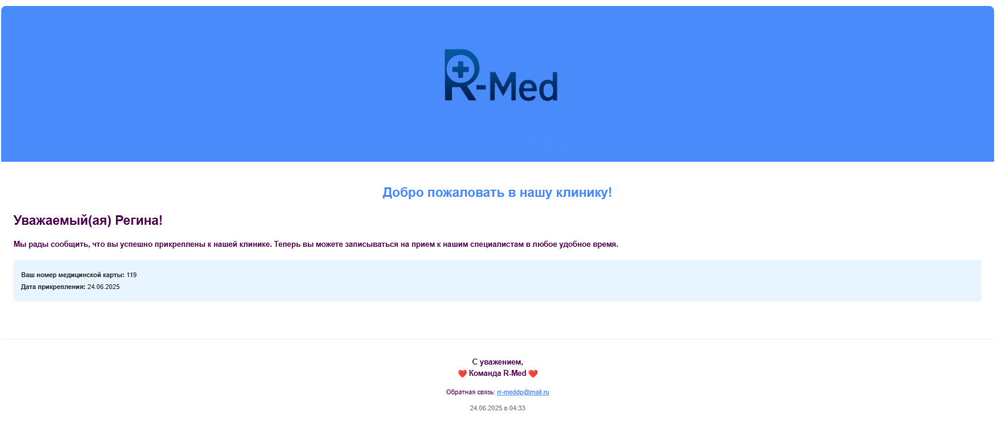 R-Med
Добро пожаловать в нашу клинику!
Уважаемый(ая) Регина!
Мы рады сообщить, что вы успешно прикреплены к нашей клинике. Теперь вы можете записываться на прием к нашим специалистам в любое удобное время.
Ваш номер медицинской карты: 119
Дата прикрепления: 24.06.2025
С уважением,
❤️ Команда R-Med ❤️
Обратная связь: rr-meddp@mail.ru
24.06.2025 в 04:33